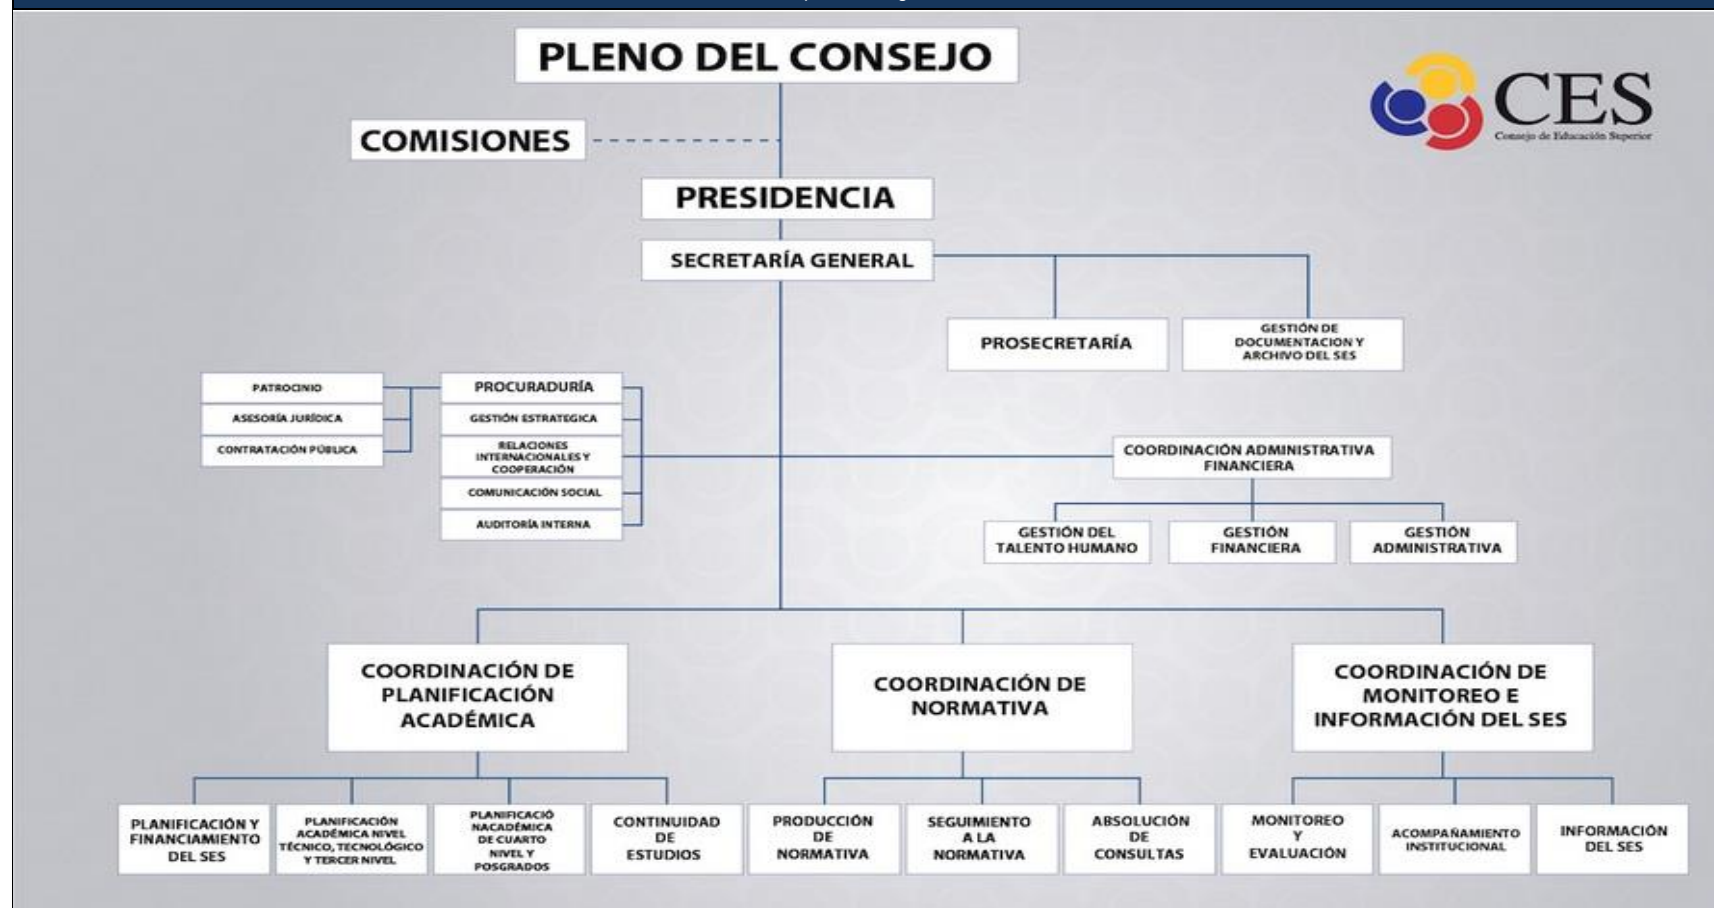 PLENO DEL CONSEJO
CES
Consejo de Educación Superior
COMISIONES
PRESIDENCIA
SECRETARÍA GENERAL
PROSECRETARÍA
GESTIÓN DE
DOCUMENTACION Y
ARCHIVO DEL SES
PATROCINIO
ASESORÍA JURÍDICA
CONTRATACIÓN PÚBLICA
PROCURADURÍA
GESTIÓN ESTRATEGICA
RELACIONES
INTERNACIONALES Y
COOPERACIÓN
COMUNICACIÓN SOCIAL
AUDITORÍA INTERNA
COORDINACIÓN ADMINISTRATIVA
FINANCIERA
GESTIÓN DEL
TALENTO HUMANO
GESTIÓN
FINANCIERA
GESTIÓN
ADMINISTRATIVA
COORDINACIÓN DE
PLANIFICACIÓN
ACADÉMICA
COORDINACIÓN DE
NORMATIVA
COORDINACIÓN DE
MONITOREO E
INFORMACIÓN DEL SES
PLANIFICACIÓN Y
FINANCIAMIENTO
DEL SES
PLANIFICACIÓN
ACADÉMICA NIVEL
TÉCNICO, TECNOLÓGICO
Y TERCER NIVEL
PLANIFICACIÓ
NACADÉMICA
DE CUARTO
NIVEL Y
POSGRADOS
CONTINUIDAD
DE
ESTUDIOS
PRODUCCIÓN
DE
NORMATIVA
SEGUIMIENTO
A LA
NORMATIVA
ABSOLUCIÓN
DE
CONSULTAS
MONITOREO
Y
EVALUACIÓN
ACOMPAÑAMIENTO
INSTITUCIONAL
INFORMACIÓN
DEL SES